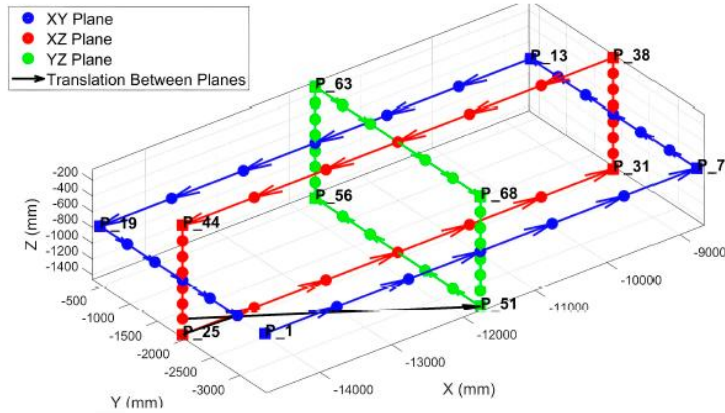 XY Plane
XZ Plane
YZ Plane
Translation Between Planes
P_13
P_38
P_63
P_31
P_7
P_56
P_68
P_19
P_44
P_51
P_25
P_1
-200
-400
-600
-800
-1000
-1200
-1400
Z (mm)
-500
-1000
-1500
-2000
-2500
-3000
Y (mm)
-14000
-13000
-12000
-11000
-10000
-9000
X (mm)